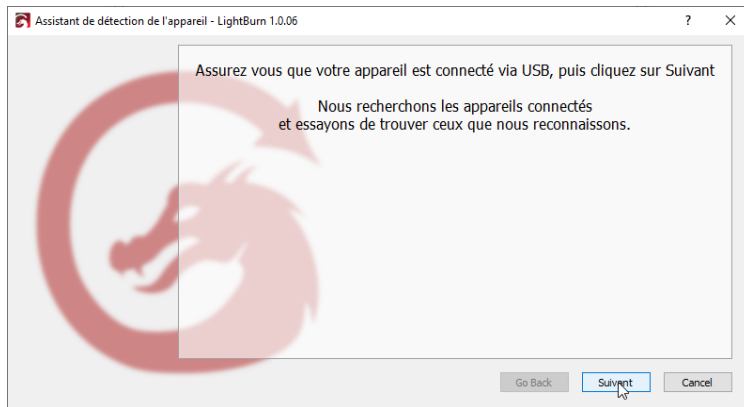 Assistant de détection de l'appareil - LightBurn 1.0.06
Assurez vous que votre appareil est connecté via USB, puis cliquez sur Suivant
Nous recherchons les appareils connectés
et essayons de trouver ceux que nous reconnaissons.
Go Back Suivant Cancel